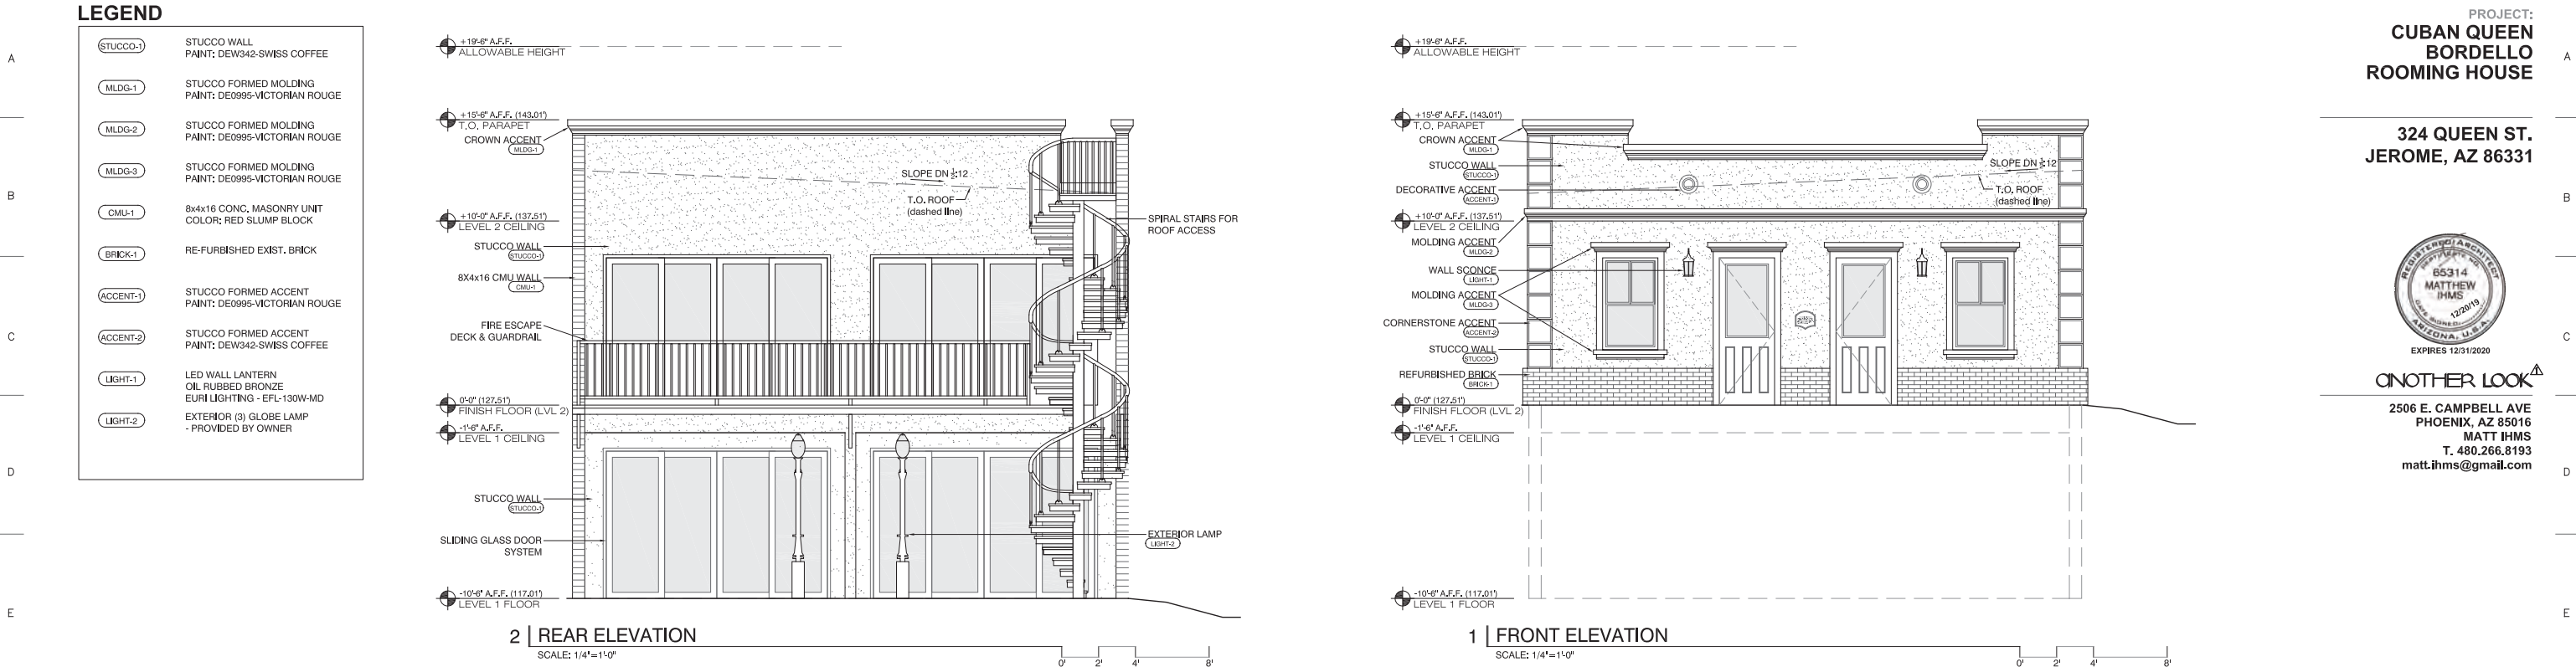 LEGEND
STUCCO-1
STUCCO WALL
PAINT: DEW342-SWISS COFFEE
MLDG-1
STUCCO FORMED MOLDING
PAINT: DE0995-VICTORIAN ROUGE
MLDG-2
STUCCO FORMED MOLDING
PAINT: DE0995-VICTORIAN ROUGE
MLDG-3
STUCCO FORMED MOLDING
PAINT: DE0995-VICTORIAN ROUGE
CMU-1
8x4x16 CONC. MASONRY UNIT
COLOR: RED SLUMP BLOCK
BRICK-1
RE-FURBISHED EXIST. BRICK
ACCENT-1
STUCCO FORMED ACCENT
PAINT: DE0995-VICTORIAN ROUGE
ACCENT-2
STUCCO FORMED ACCENT
PAINT: DEW342-SWISS COFFEE
LIGHT-1
LED WALL LANTERN
OIL RUBBED BRONZE
EURI LIGHTING - EFL-130W-MD
LIGHT-2
EXTERIOR (3) GLOBE LAMP
- PROVIDED BY OWNER
A
B
C
D
E
+19'-6" A.F.F.
ALLOWABLE HEIGHT
+15'-6" A.F.F. (143.01')
T.O. PARAPET
CROWN ACCENT
MLDG-1
SLOPE DN ¼:12
T.O. ROOF
(dashed line)
+10'-0" A.F.F. (137.51')
LEVEL 2 CEILING
SPIRAL STAIRS FOR
ROOF ACCESS
STUCCO WALL
STUCCO-1
8X4x16 CMU WALL
CMU-1
FIRE ESCAPE
DECK & GUARDRAIL
0'-0" (127.51')
FINISH FLOOR (LVL 2)
-1'-6" A.F.F.
LEVEL 1 CEILING
STUCCO WALL
STUCCO-1
SLIDING GLASS DOOR
SYSTEM
EXTERIOR LAMP
LIGHT-2
-10'-6" A.F.F. (117.01')
LEVEL 1 FLOOR
2 REAR ELEVATION
SCALE: 1/4"=1'-0"
0' 2' 4' 8'
+19'-6" A.F.F.
ALLOWABLE HEIGHT
+15'-6" A.F.F. (143.01')
T.O. PARAPET
CROWN ACCENT
MLDG-1
STUCCO WALL
STUCCO-1
SLOPE DN ¼:12
DECORATIVE ACCENT
ACCENT-1
T.O. ROOF
(dashed line)
+10'-0" A.F.F. (137.51')
LEVEL 2 CEILING
MOLDING ACCENT
MLDG-2
WALL SCONCE
LIGHT-1
MOLDING ACCENT
MLDG-3
CORNERSTONE ACCENT
ACCENT-2
STUCCO WALL
STUCCO-1
REFURBISHED BRICK
BRICK-1
0'-0" (127.51')
FINISH FLOOR (LVL 2)
-1'-6" A.F.F.
LEVEL 1 CEILING
-10'-6" A.F.F. (117.01')
LEVEL 1 FLOOR
1 FRONT ELEVATION
SCALE: 1/4"=1'-0"
0' 2' 4' 8'
PROJECT:
CUBAN QUEEN
BORDELLO
ROOMING HOUSE
324 QUEEN ST.
JEROME, AZ 86331
REGISTERED ARCHITECT
65314
MATTHEW
IHMS
12/20/19
ARIZONA, U.S.A.
EXPIRES 12/31/2020
ANOTHER LOOK
2506 E. CAMPBELL AVE
PHOENIX, AZ 85016
MATT IHMS
T. 480.266.8193
matt.ihms@gmail.com
A
B
C
D
E